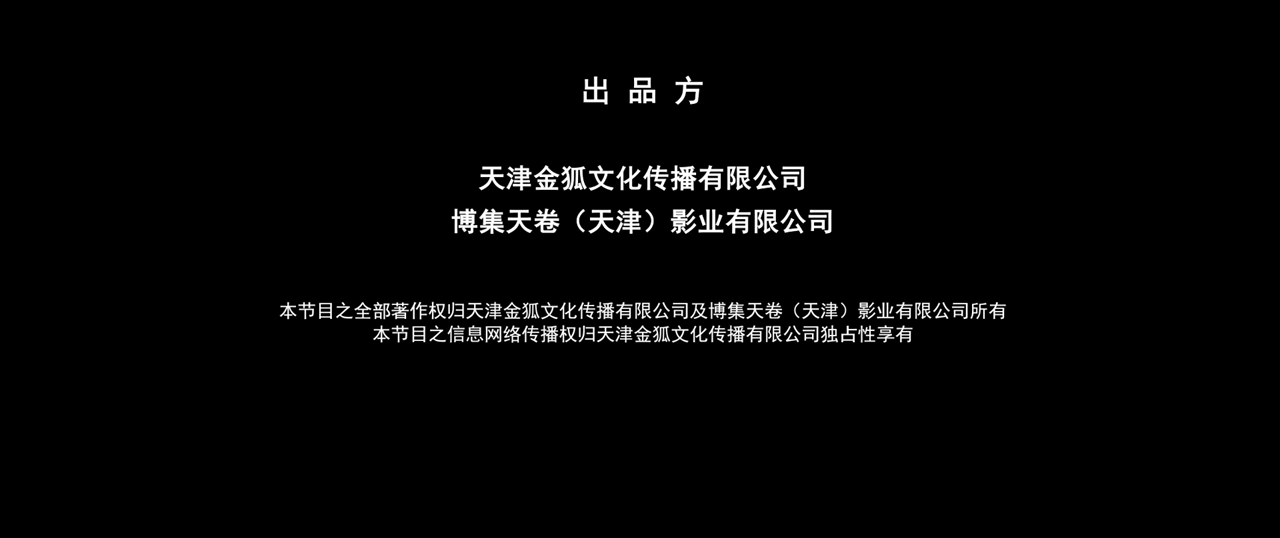 出 品 方
天津金狐文化传播有限公司
博集天卷（天津）影业有限公司
本节目之全部著作权归天津金狐文化传播有限公司及博集天卷（天津）影业有限公司所有
本节目之信息网络传播权归天津金狐文化传播有限公司独占性享有